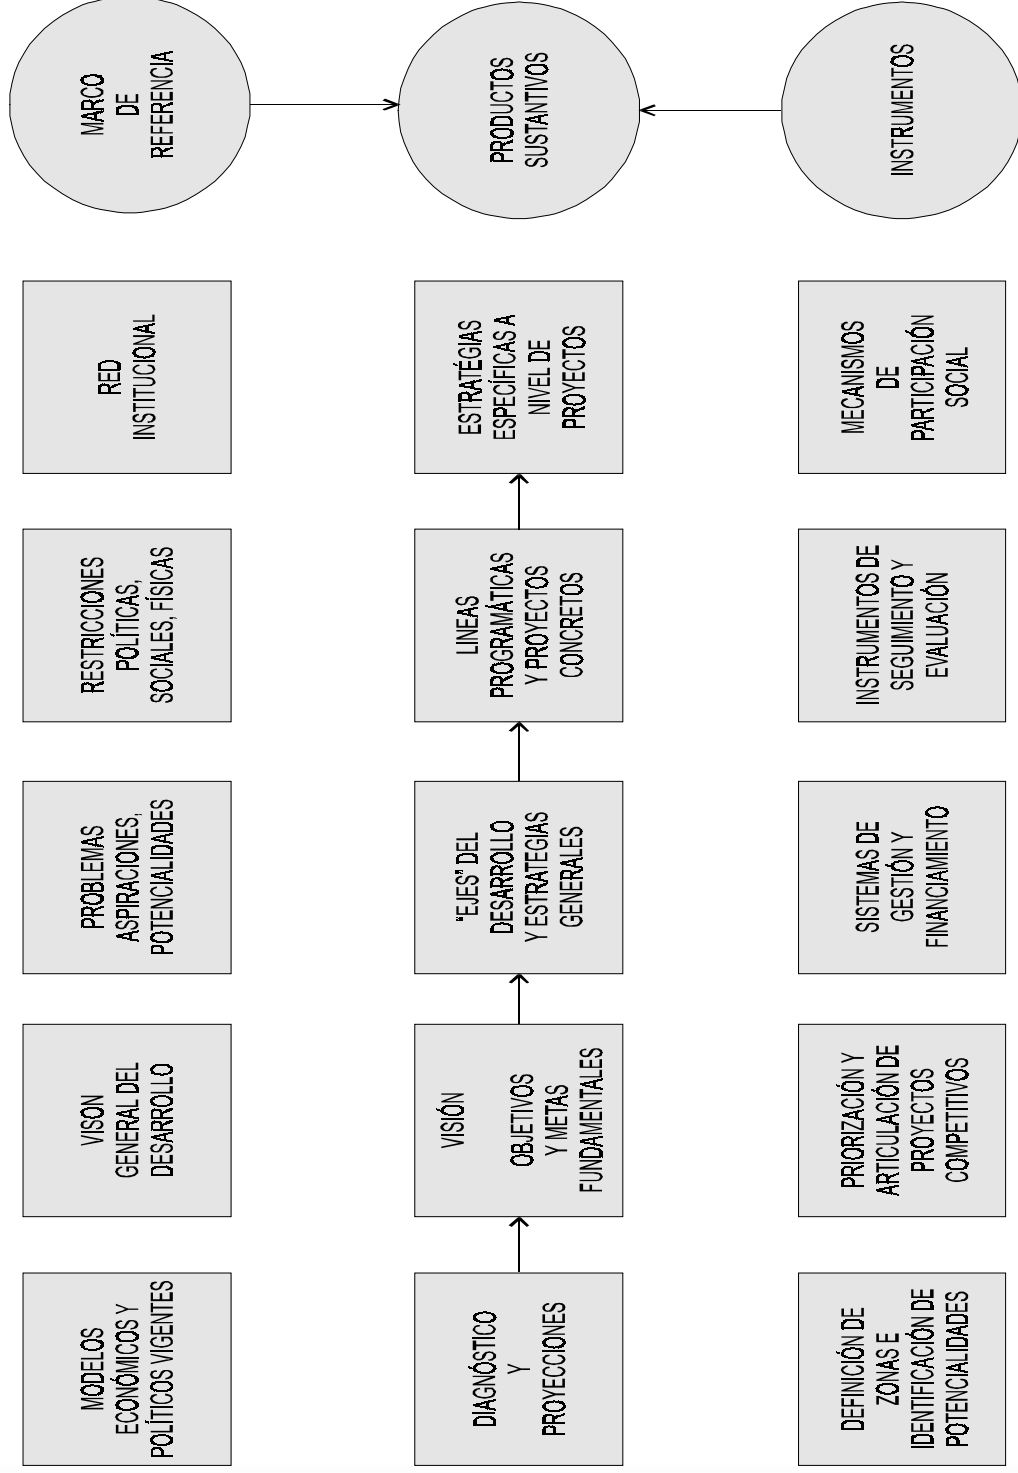 MODELOS
ECONÓMICOS Y
POLÍTICOS VIGENTES
VISON
GENERAL DEL
DESARROLLO
PROBLEMAS
ASPIRACIONES,
POTENCIALIDADES
RESTRICCIONES
POLÍTICAS,
SOCIALES, FÍSICAS
RED
INSTITUCIONAL
MARCO
DE
REFERENCIA
DIAGNÓSTICO
Y
PROYECCIONES
VISIÓN
OBJETIVOS
Y METAS
FUNDAMENTALES
"EJES" DEL
DESARROLLO
Y ESTRATEGIAS
GENERALES
LINEAS
PROGRAMÁTICAS
Y PROYECTOS
CONCRETOS
ESTRATÉGIAS
ESPECÍFICAS A
NIVEL DE
PROYECTOS
PRODUCTOS
SUSTANTIVOS
DEFINICIÓN DE
ZONAS E
IDENTIFICACIÓN DE
POTENCIALIDADES
PRIORIZACIÓN Y
ARTICULACIÓN DE
PROYECTOS
COMPETITIVOS
SISTEMAS DE
GESTIÓN Y
FINANCIAMIENTO
INSTRUMENTOS DE
SEGUIMIENTO Y
EVALUACIÓN
MECANISMOS
DE
PARTICIPACIÓN
SOCIAL
INSTRUMENTOS